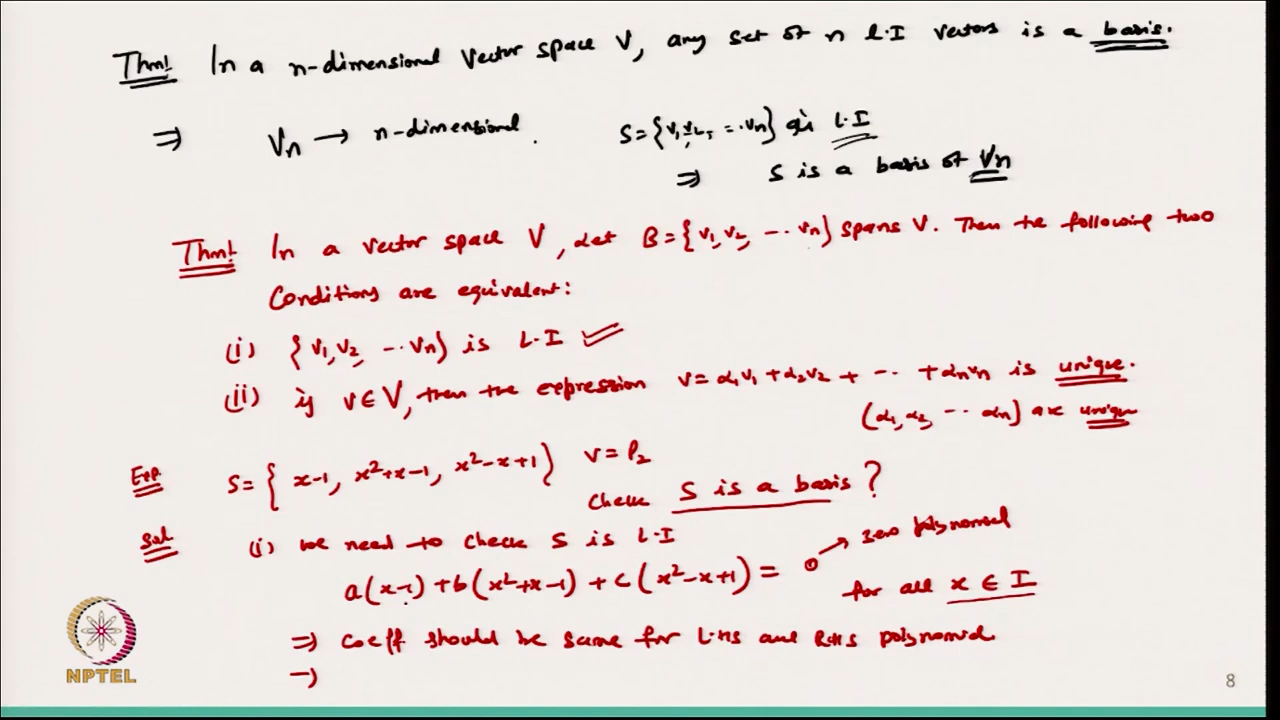 Thm! In a n-dimensional vector space V, any set of n L.I vectors is a basis.
⇒ Vn → n-dimensional. S={v1, v2, -..vn} is L.I
⇒ S is a basis of Vn
Thm! In a vector space V, let B={v1, v2, -..vn} spans V. Then the following two
Conditions are equivalent:
(i) {v1, v2, -..vn} is L.I
(ii) if v∈V, then the expression v=α1v1+α2v2+ -.. +αnvn is unique.
(α1, α2, -.. αn) are unique
Exp. S={x-1, x²+x-1, x²-x+1} V=P2
Check S is a basis?
Sol (i) We need to check S is L.I
a(x-1)+b(x²+x-1)+c(x²-x+1)=0 → zero polynomial
for all x ∈ I
⇒ Coeff should be same for L.H.S and R.H.S polynomial.
⇒
NPTEL
8